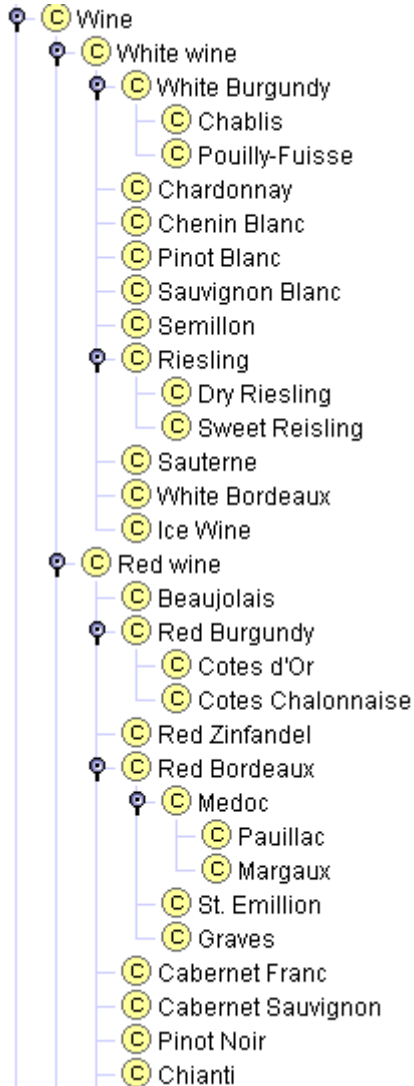 C Wine
C White wine
C White Burgundy
C Chablis
C Pouilly-Fuisse
C Chardonnay
C Chenin Blanc
C Pinot Blanc
C Sauvignon Blanc
C Semillon
C Riesling
C Dry Riesling
C Sweet Reisling
C Sauterne
C White Bordeaux
C Ice Wine
C Red wine
C Beaujolais
C Red Burgundy
C Cotes d'Or
C Cotes Chalonnaise
C Red Zinfandel
C Red Bordeaux
C Medoc
C Pauillac
C Margaux
C St. Emillion
C Graves
C Cabernet Franc
C Cabernet Sauvignon
C Pinot Noir
C Chianti